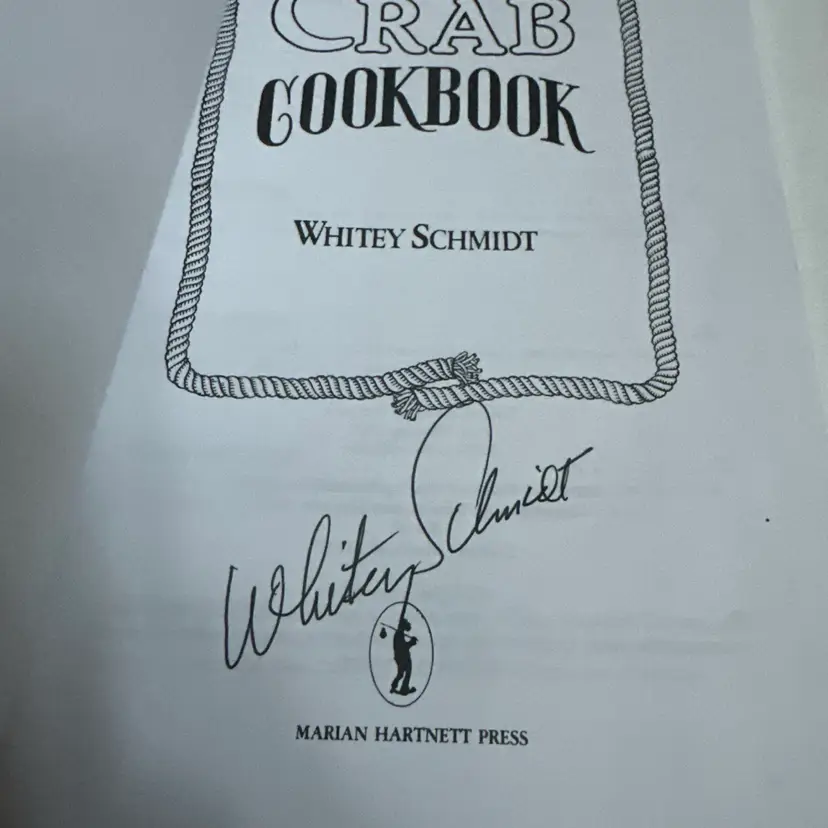 CRAB
COOKBOOK
WHITEY SCHMIDT
Whitey Schmidt
MARIAN HARTNETT PRESS